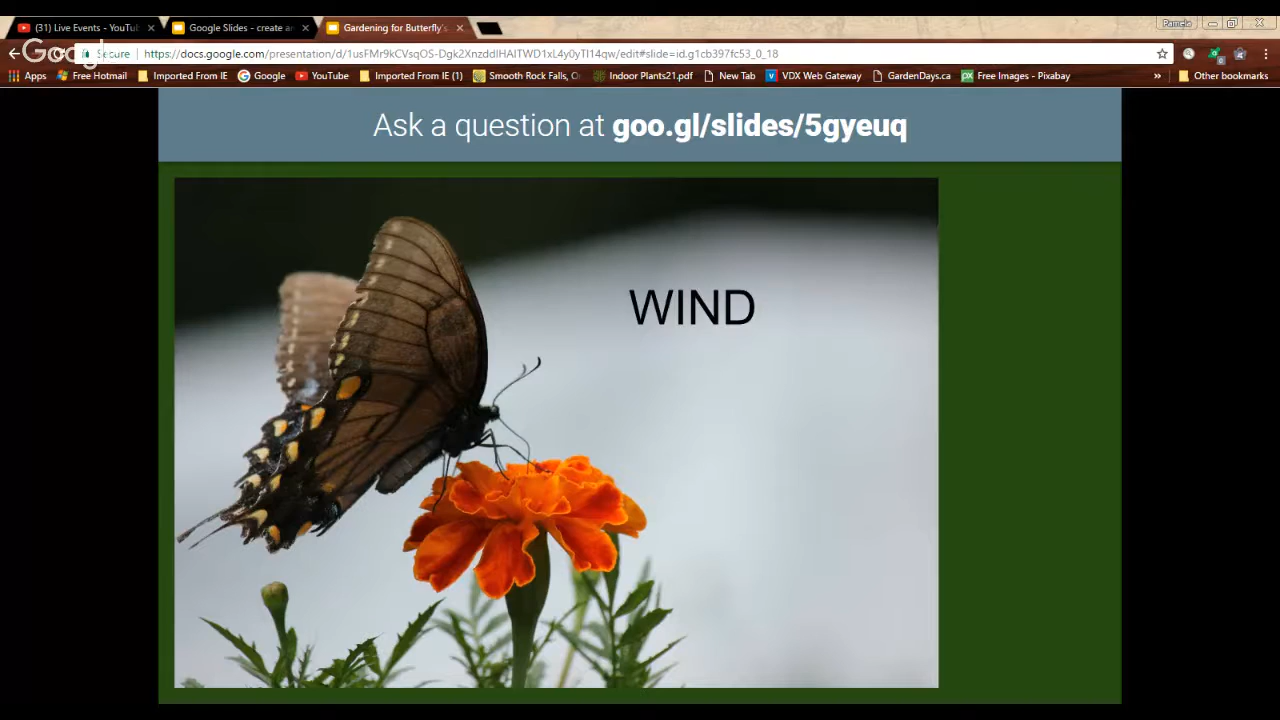 (31) Live Events - YouTu
Google Slides - create an
Gardening for Butterfly's
Pamela
Secure
https://docs.google.com/presentation/d/1usFMr9kCVsqOS-Dgk2XnzddIHAITWD1xL4y0yTl14qw/edit#slide=id.g1cb397fc53_0_18
Apps
Free Hotmail
Imported From IE
Google
YouTube
Imported From IE (1)
Smooth Rock Falls, O
Indoor Plants21.pdf
New Tab
VDX Web Gateway
GardenDays.ca
Free Images - Pixabay
»
Other bookmarks
Ask a question at goo.gl/slides/5gyeuq
WIND